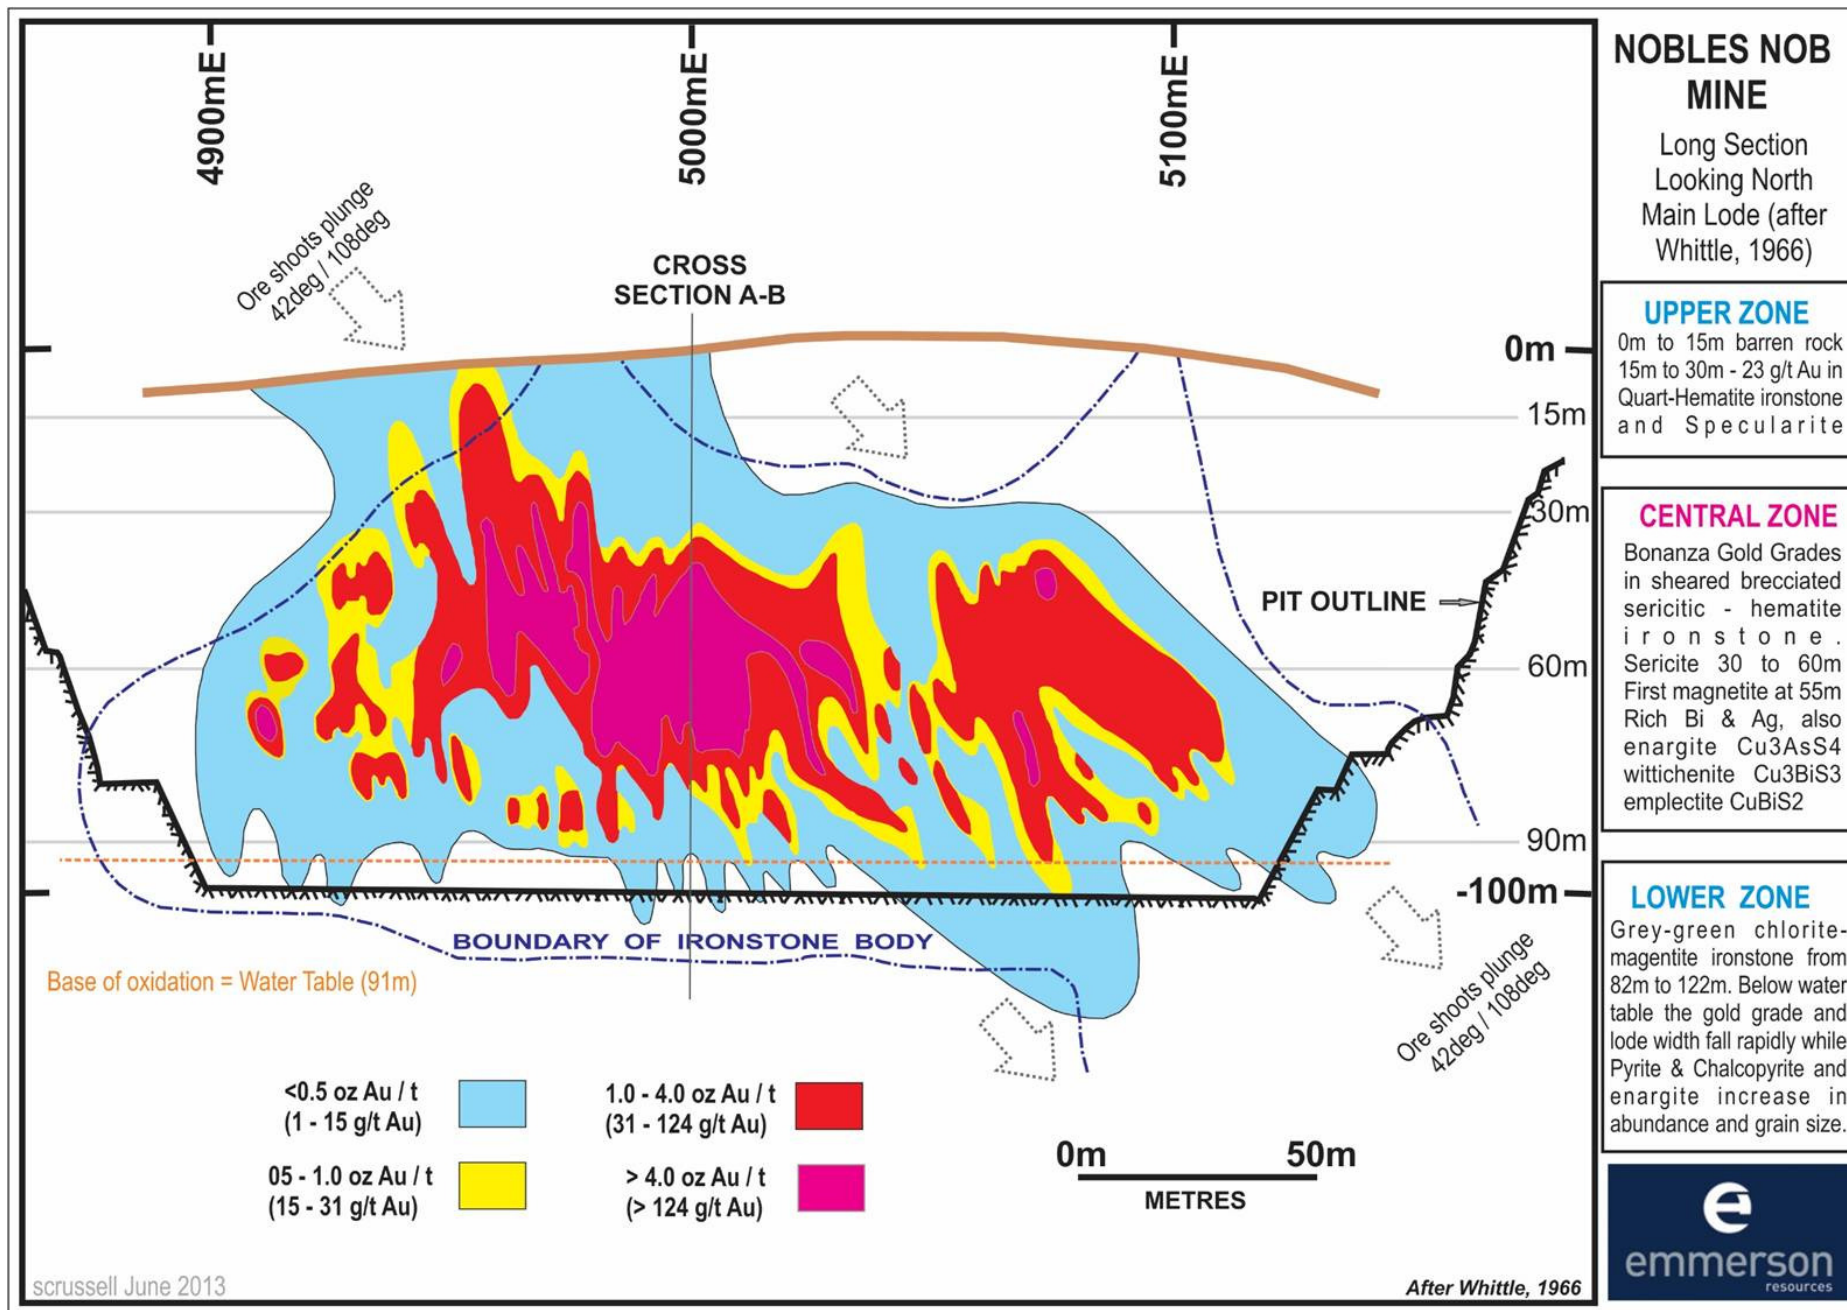 4900mE
5000mE
5100mE
Ore shoots plunge
42deg / 108deg
CROSS
SECTION A-B
0m
15m
30m
PIT OUTLINE
60m
90m
-100m
BOUNDARY OF IRONSTONE BODY
Base of oxidation = Water Table (91m)
Ore shoots plunge
42deg / 108deg
<0.5 oz Au / t
(1 - 15 g/t Au)
1.0 - 4.0 oz Au / t
(31 - 124 g/t Au)
05 - 1.0 oz Au / t
(15 - 31 g/t Au)
> 4.0 oz Au / t
(> 124 g/t Au)
0m 50m
METRES
scrussell June 2013
After Whittle, 1966
NOBLES NOB
MINE
Long Section
Looking North
Main Lode (after
Whittle, 1966)
UPPER ZONE
0m to 15m barren rock
15m to 30m - 23 g/t Au in
Quart-Hematite ironstone
and Specularite
CENTRAL ZONE
Bonanza Gold Grades
in sheared brecciated
sericitic - hematite
ironstone.
Sericite 30 to 60m
First magnetite at 55m
Rich Bi & Ag, also
enargite Cu3AsS4
wittichenite Cu3BiS3
emplectite CuBiS2
LOWER ZONE
Grey-green chlorite-
magentite ironstone from
82m to 122m. Below water
table the gold grade and
lode width fall rapidly while
Pyrite & Chalcopyrite and
enargite increase in
abundance and grain size.
e
emmerson
resources